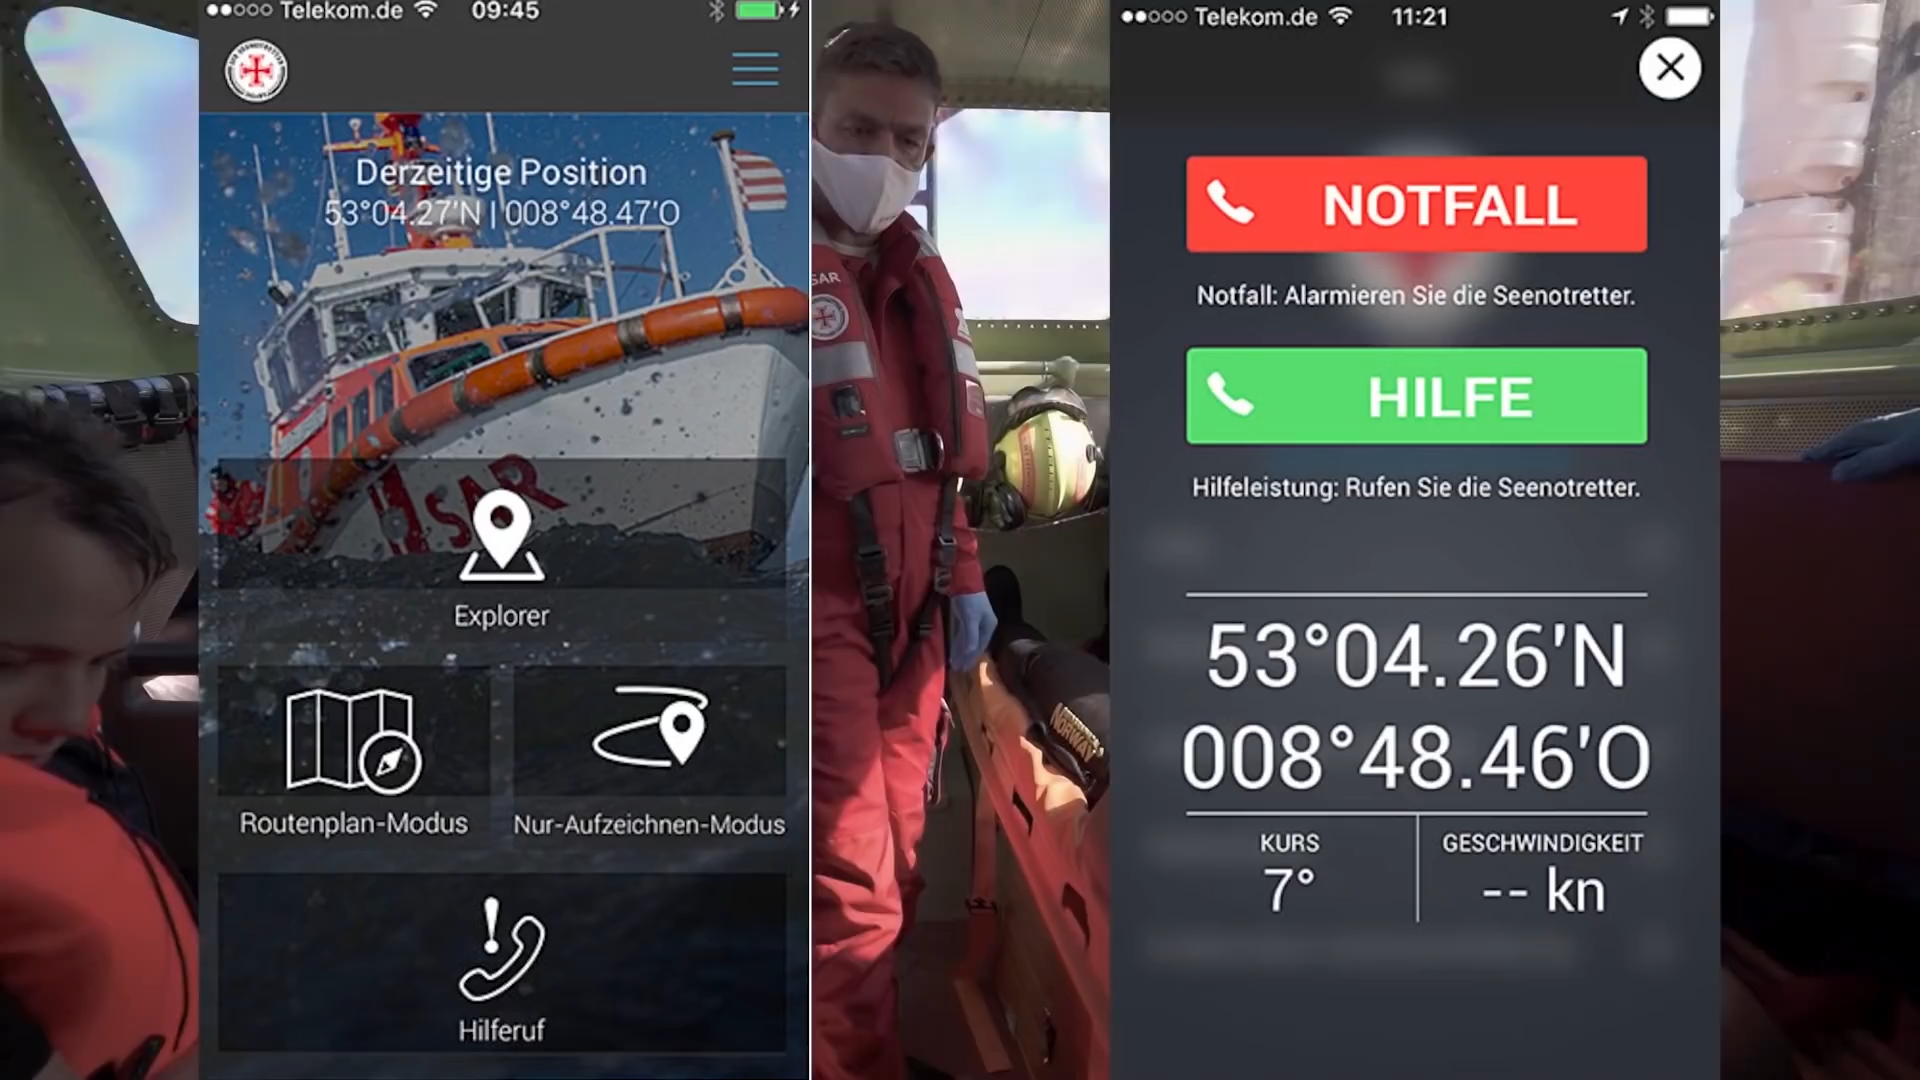 Telekom.de 09:45
Derzeitige Position
53°04.27'N | 008°48.47'O
SAR
Explorer
Routenplan-Modus
Nur-Aufzeichnen-Modus
Hilferuf
SAR
NORWAY
Telekom.de 11:21
NOTFALL
Notfall: Alarmieren Sie die Seenotretter.
HILFE
Hilfeleistung: Rufen Sie die Seenotretter.
53°04.26'N
008°48.46'O
KURS
7°
GESCHWINDIGKEIT
-- kn